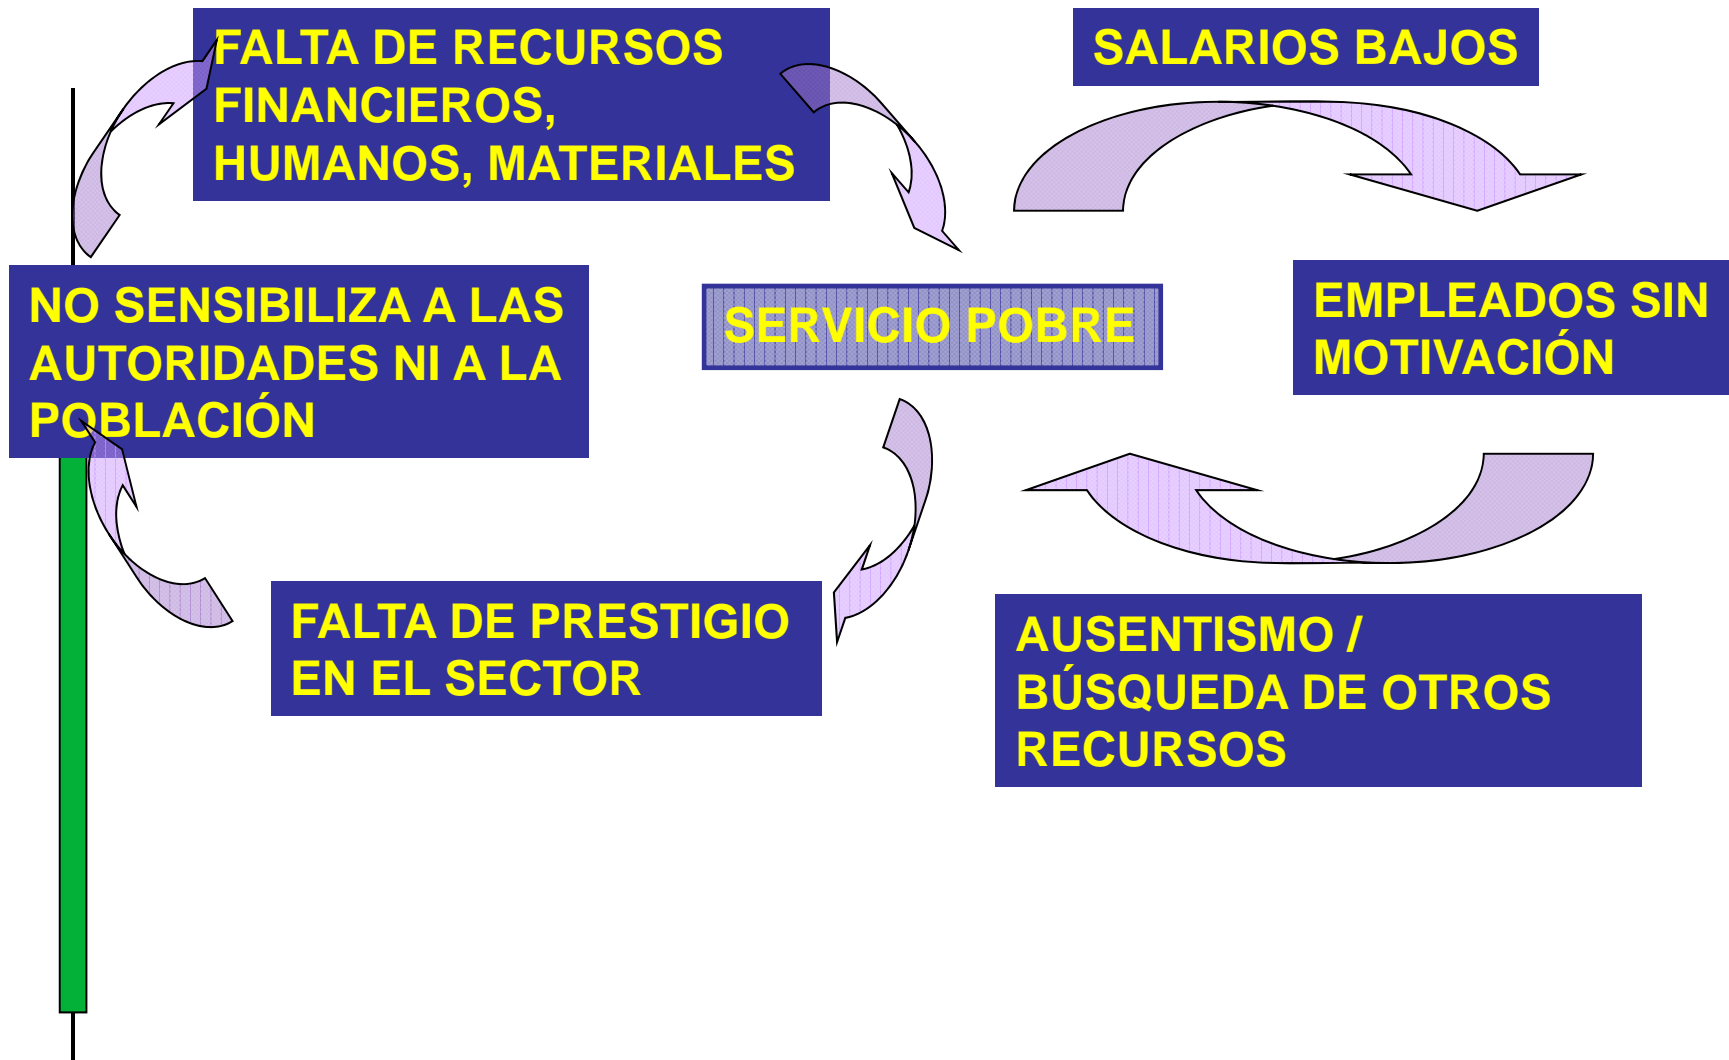 FALTA DE RECURSOS
FINANCIEROS,
HUMANOS, MATERIALES
SALARIOS BAJOS
NO SENSIBILIZA A LAS
AUTORIDADES NI A LA
POBLACIÓN
SERVICIO POBRE
EMPLEADOS SIN
MOTIVACIÓN
FALTA DE PRESTIGIO
EN EL SECTOR
AUSENTISMO /
BÚSQUEDA DE OTROS
RECURSOS